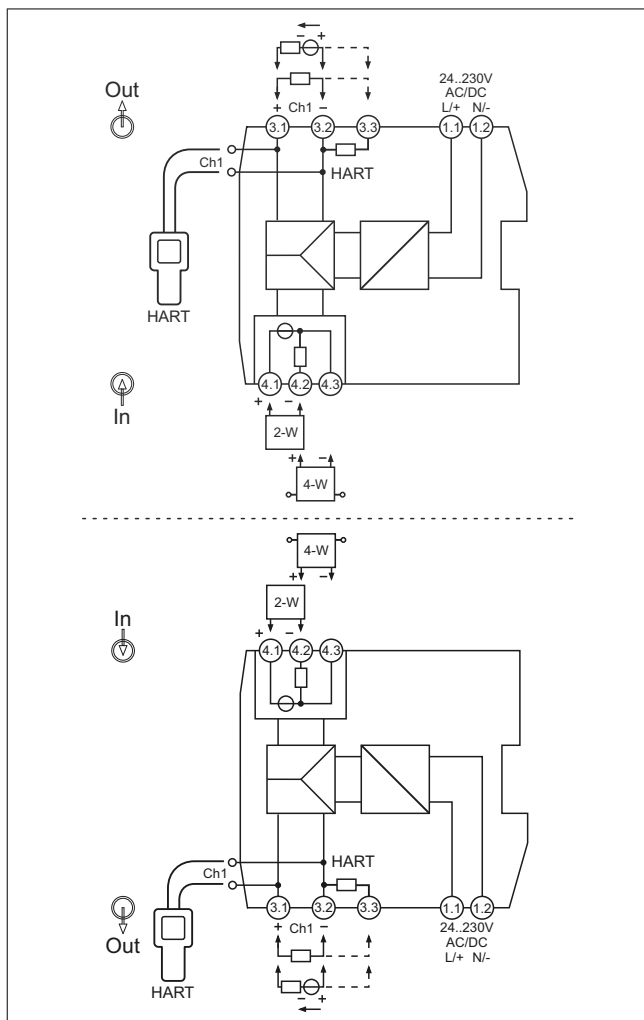 − +
Out
24..230V
AC/DC
L/+ N/-
+ Ch1 −
3.1 3.2 3.3 1.1 1.2
Ch1
HART
HART
4.1 4.2 4.3
In
+ −
2-W
+ −
4-W
4-W
+ −
2-W
In
+ −
4.1 4.2 4.3
HART
Ch1
3.1 3.2 3.3 1.1 1.2
+ Ch1 −
24..230V
AC/DC
L/+ N/-
Out
HART
− +